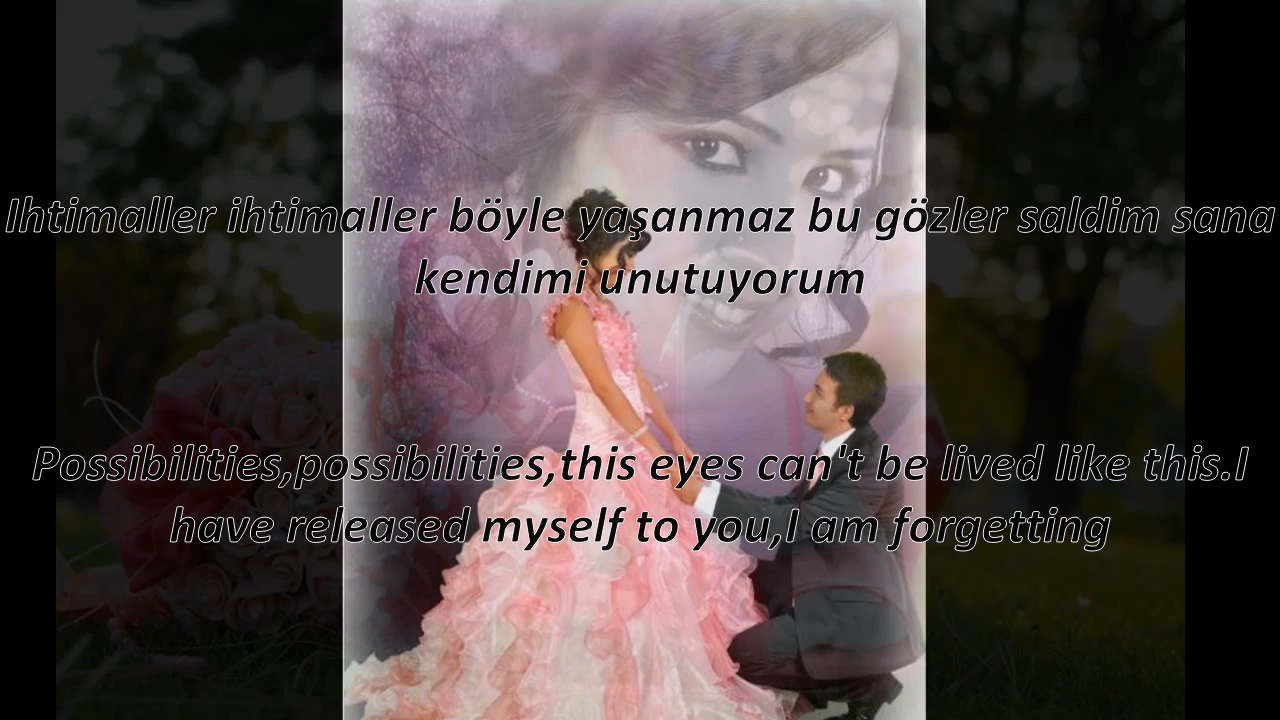 Ihtimaller ihtimaller böyle yaşanmaz bu gözler saldim sana
kendimi unutuyorum
Possibilities,possibilities,this eyes can't be lived like this.I
have released myself to you,I am forgetting